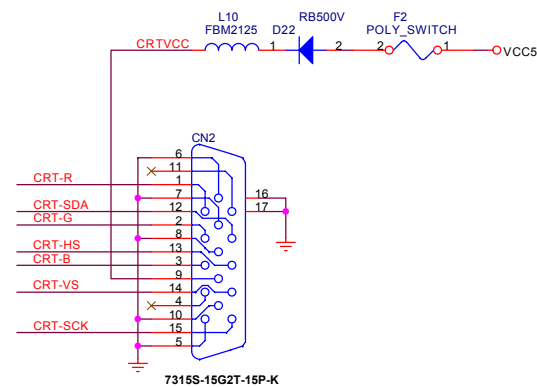 L10
FBM2125
D22
RB500V
F2
POLY_SWITCH
CRTVCC
1
2
2
1
VCC5
CN2
6
11
CRT-R
1
7
16
CRT-SDA
12
17
CRT-G
2
8
CRT-HS
13
CRT-B
3
9
CRT-VS
14
4
10
CRT-SCK
15
5
7315S-15G2T-15P-K